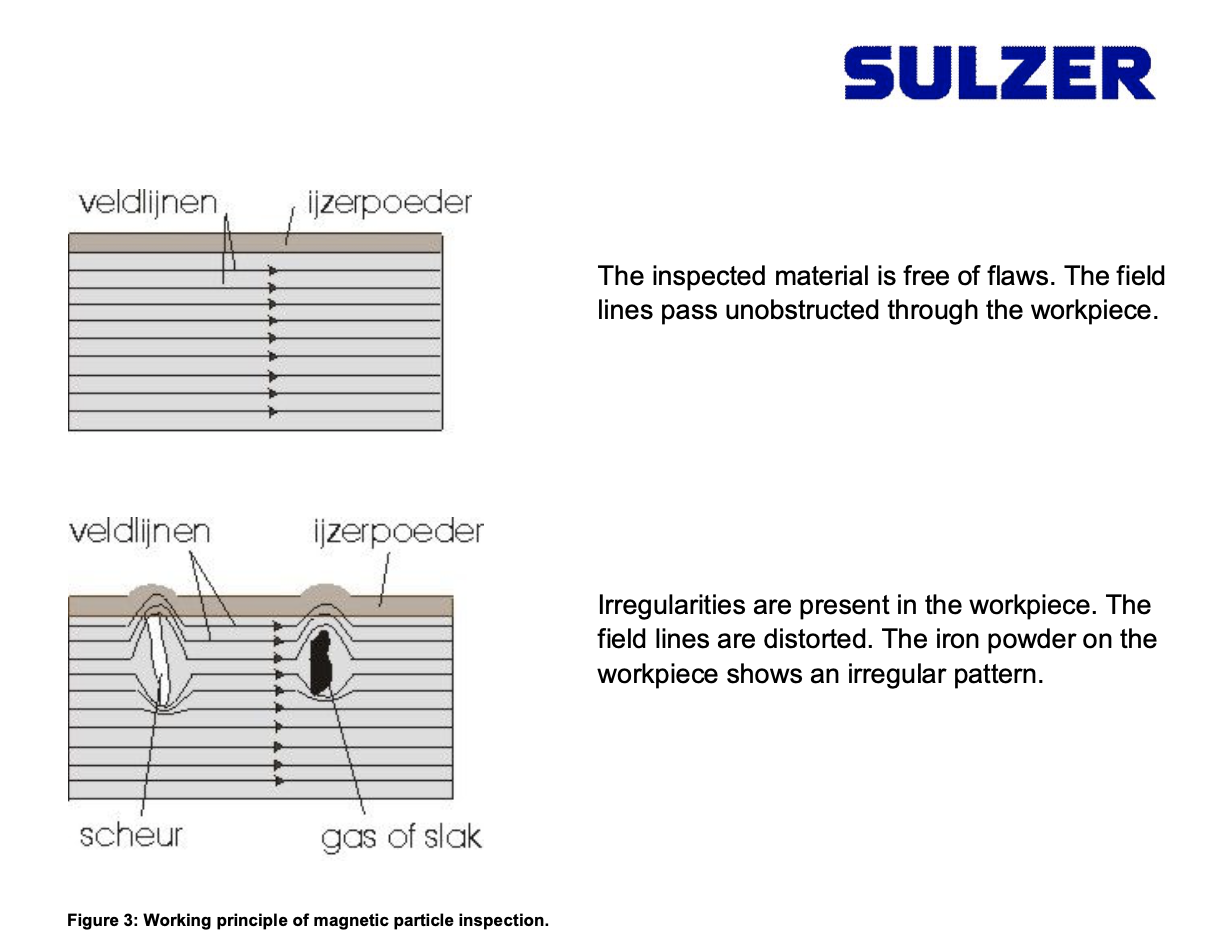 SULZER
veldlijnen ijzerpoeder
The inspected material is free of flaws. The field
lines pass unobstructed through the workpiece.
veldlijnen ijzerpoeder
Irregularities are present in the workpiece. The
field lines are distorted. The iron powder on the
workpiece shows an irregular pattern.
scheur gas of slak
Figure 3: Working principle of magnetic particle inspection.